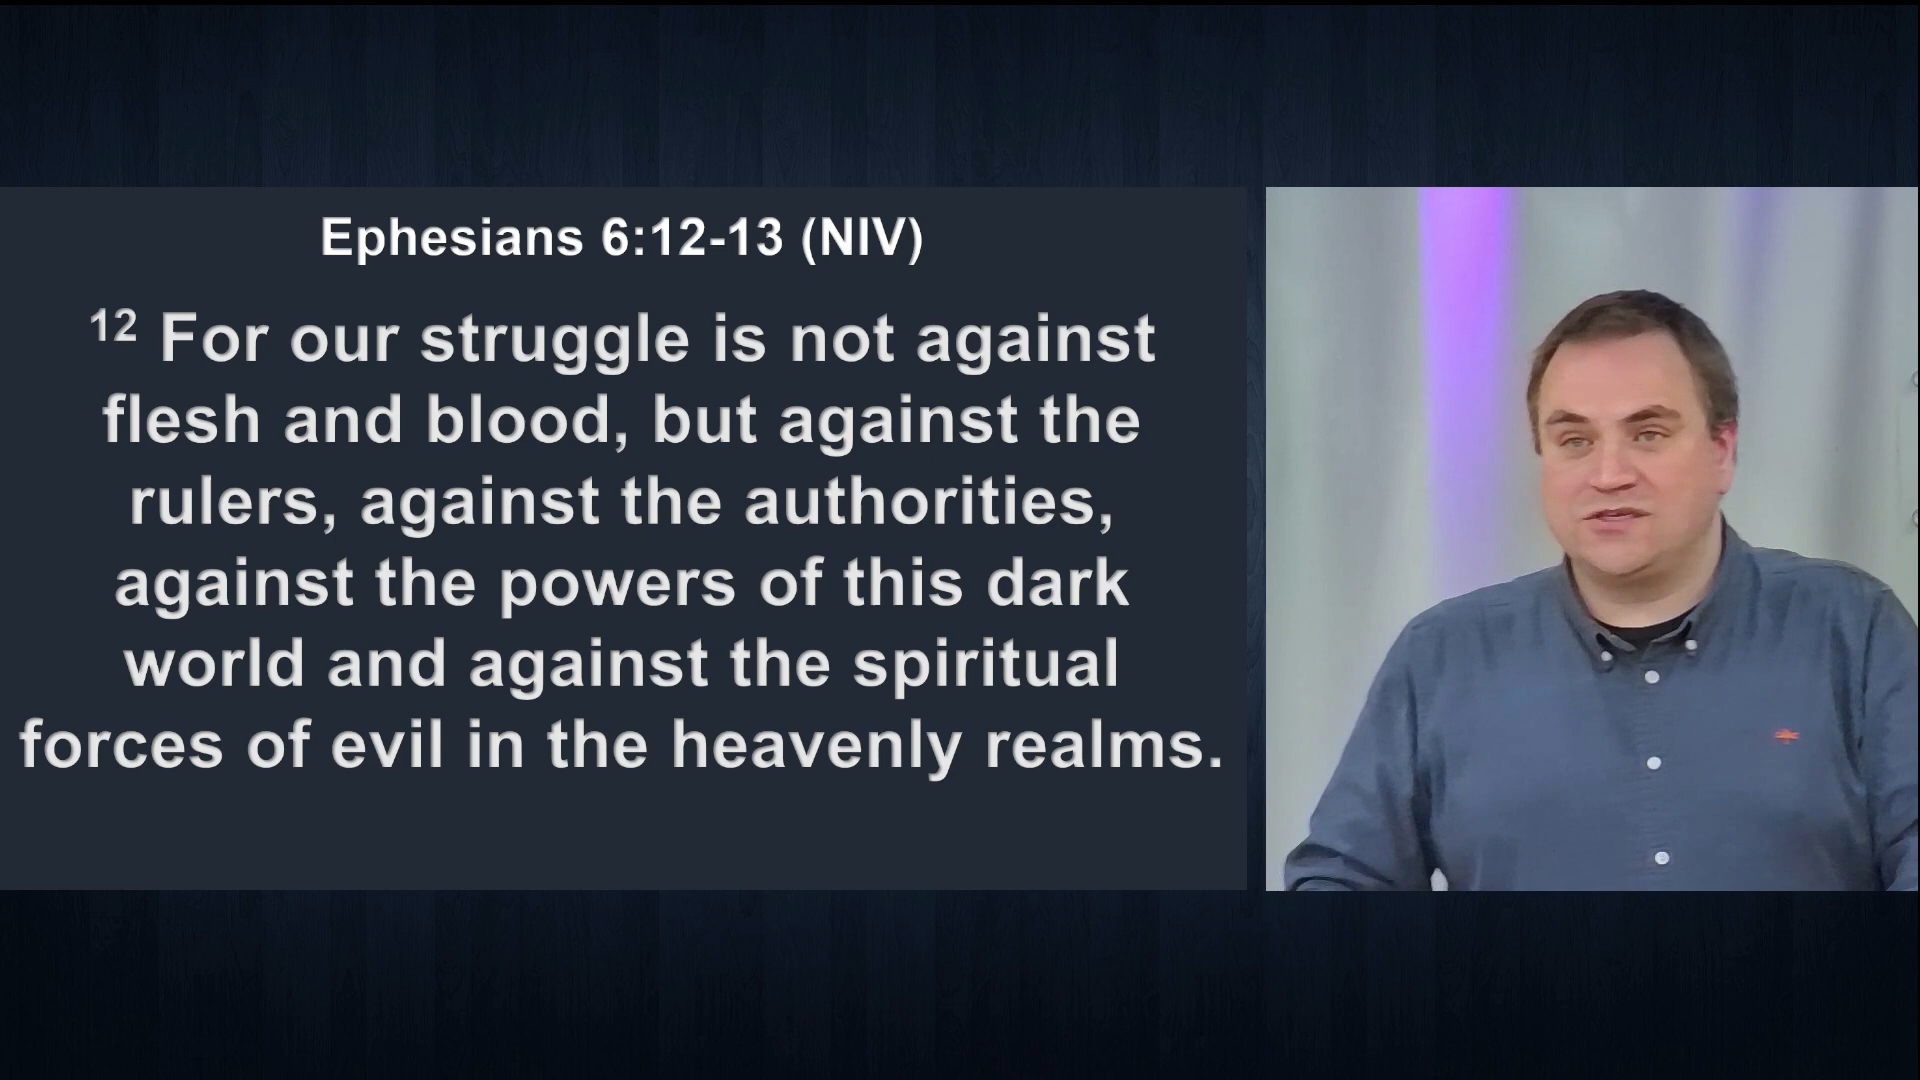 Ephesians 6:12-13 (NIV)
12 For our struggle is not against
flesh and blood, but against the
rulers, against the authorities,
against the powers of this dark
world and against the spiritual
forces of evil in the heavenly realms.